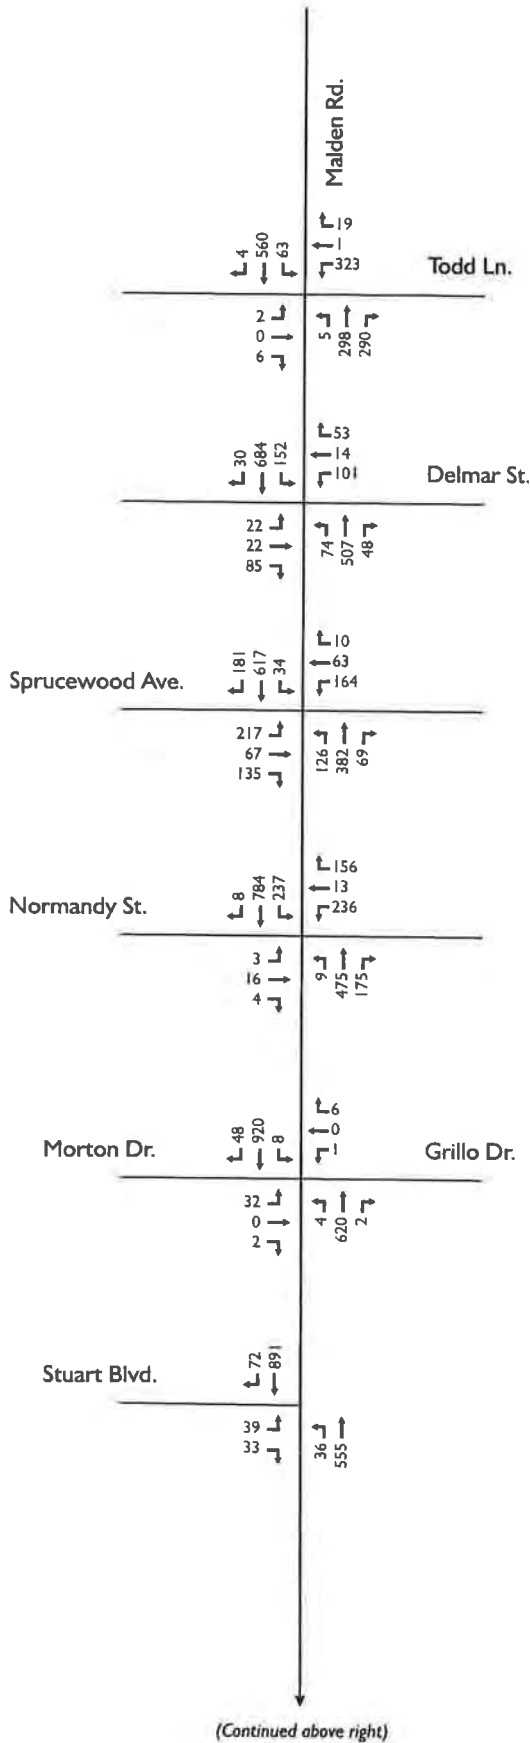 Malden Rd.
4 560 63
19
1
323
Todd Ln.
2
0
6
5 298 290
30 684 152
53
14
101
Delmar St.
22
22
85
74 507 48
Sprucewood Ave.
181 617 34
10
63
164
217
67
135
126 382 69
Normandy St.
8 784 237
156
13
236
3
16
4
9 475 175
Morton Dr.
48 920 8
6
0
1
Grillo Dr.
32
0
2
4 620 2
Stuart Blvd.
72 891
39
33
36 555
(Continued above right)